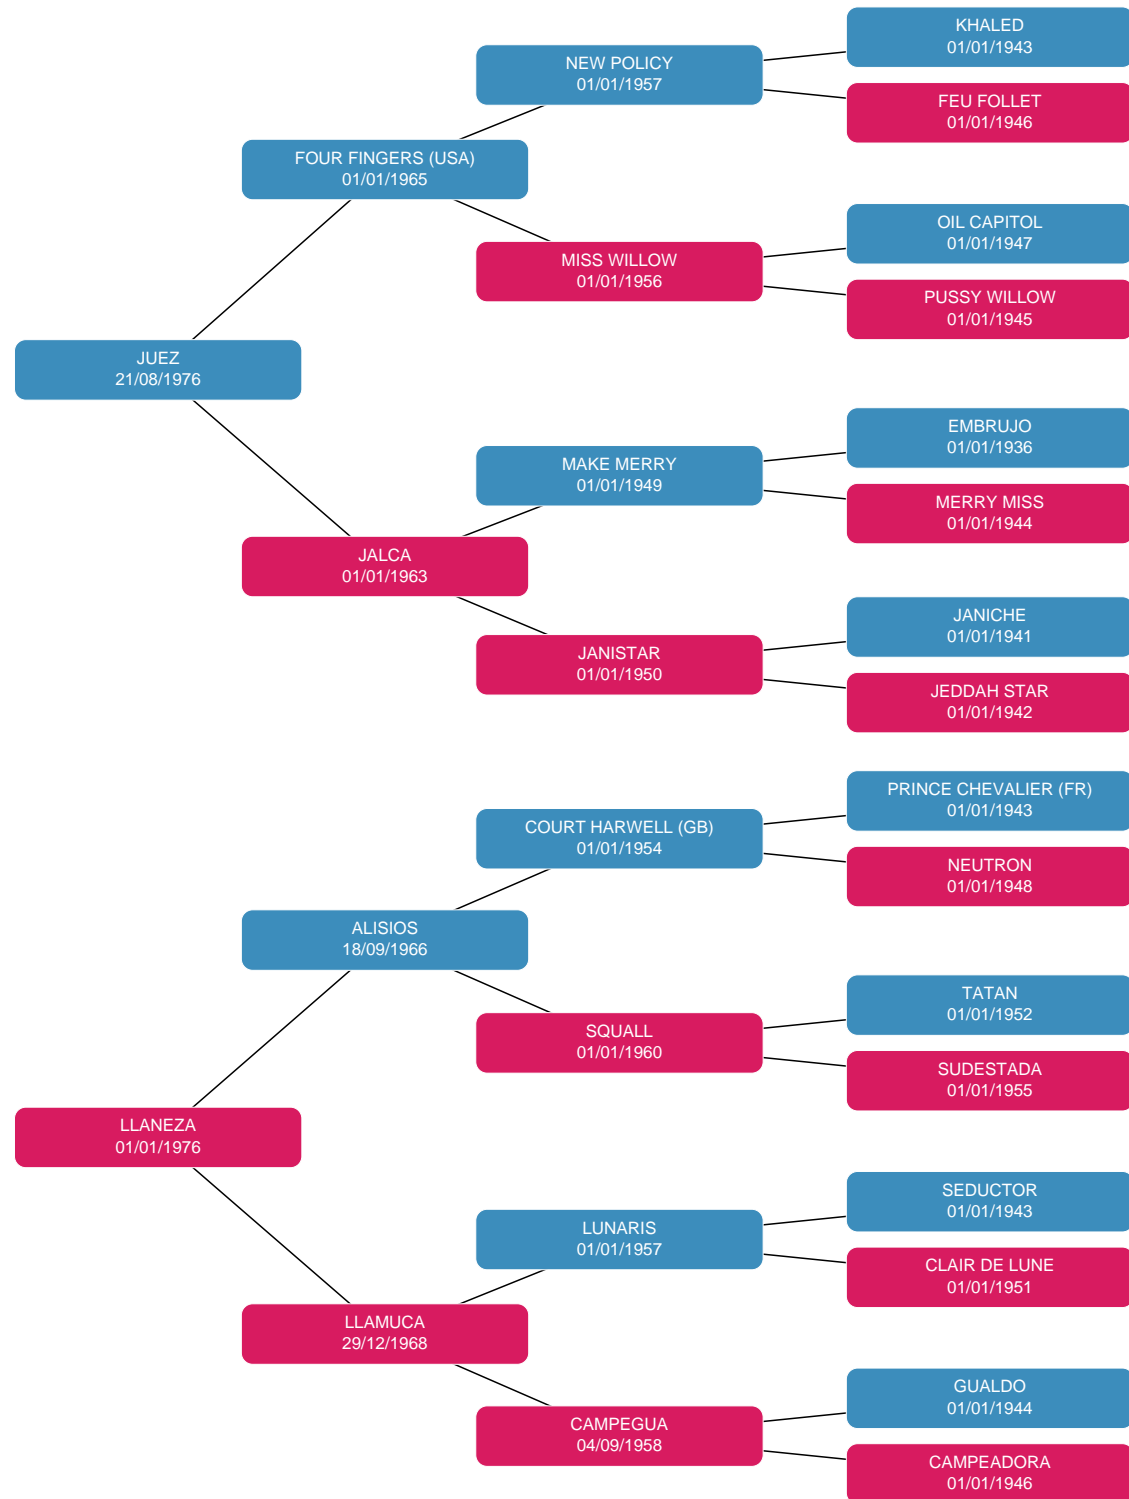 KHALED
01/01/1943
NEW POLICY
01/01/1957
FEU FOLLET
01/01/1946
FOUR FINGERS (USA)
01/01/1965
OIL CAPITOL
01/01/1947
MISS WILLOW
01/01/1956
PUSSY WILLOW
01/01/1945
JUEZ
21/08/1976
EMBRUJO
01/01/1936
MAKE MERRY
01/01/1949
MERRY MISS
01/01/1944
JALCA
01/01/1963
JANICHE
01/01/1941
JANISTAR
01/01/1950
JEDDAH STAR
01/01/1942
PRINCE CHEVALIER (FR)
01/01/1943
COURT HARWELL (GB)
01/01/1954
NEUTRON
01/01/1948
ALISIOS
18/09/1966
TATAN
01/01/1952
SQUALL
01/01/1960
SUDESTADA
01/01/1955
LLANEZA
01/01/1976
SEDUCTOR
01/01/1943
LUNARIS
01/01/1957
CLAIR DE LUNE
01/01/1951
LLAMUCA
29/12/1968
GUALDO
01/01/1944
CAMPEGUA
04/09/1958
CAMPEADORA
01/01/1946